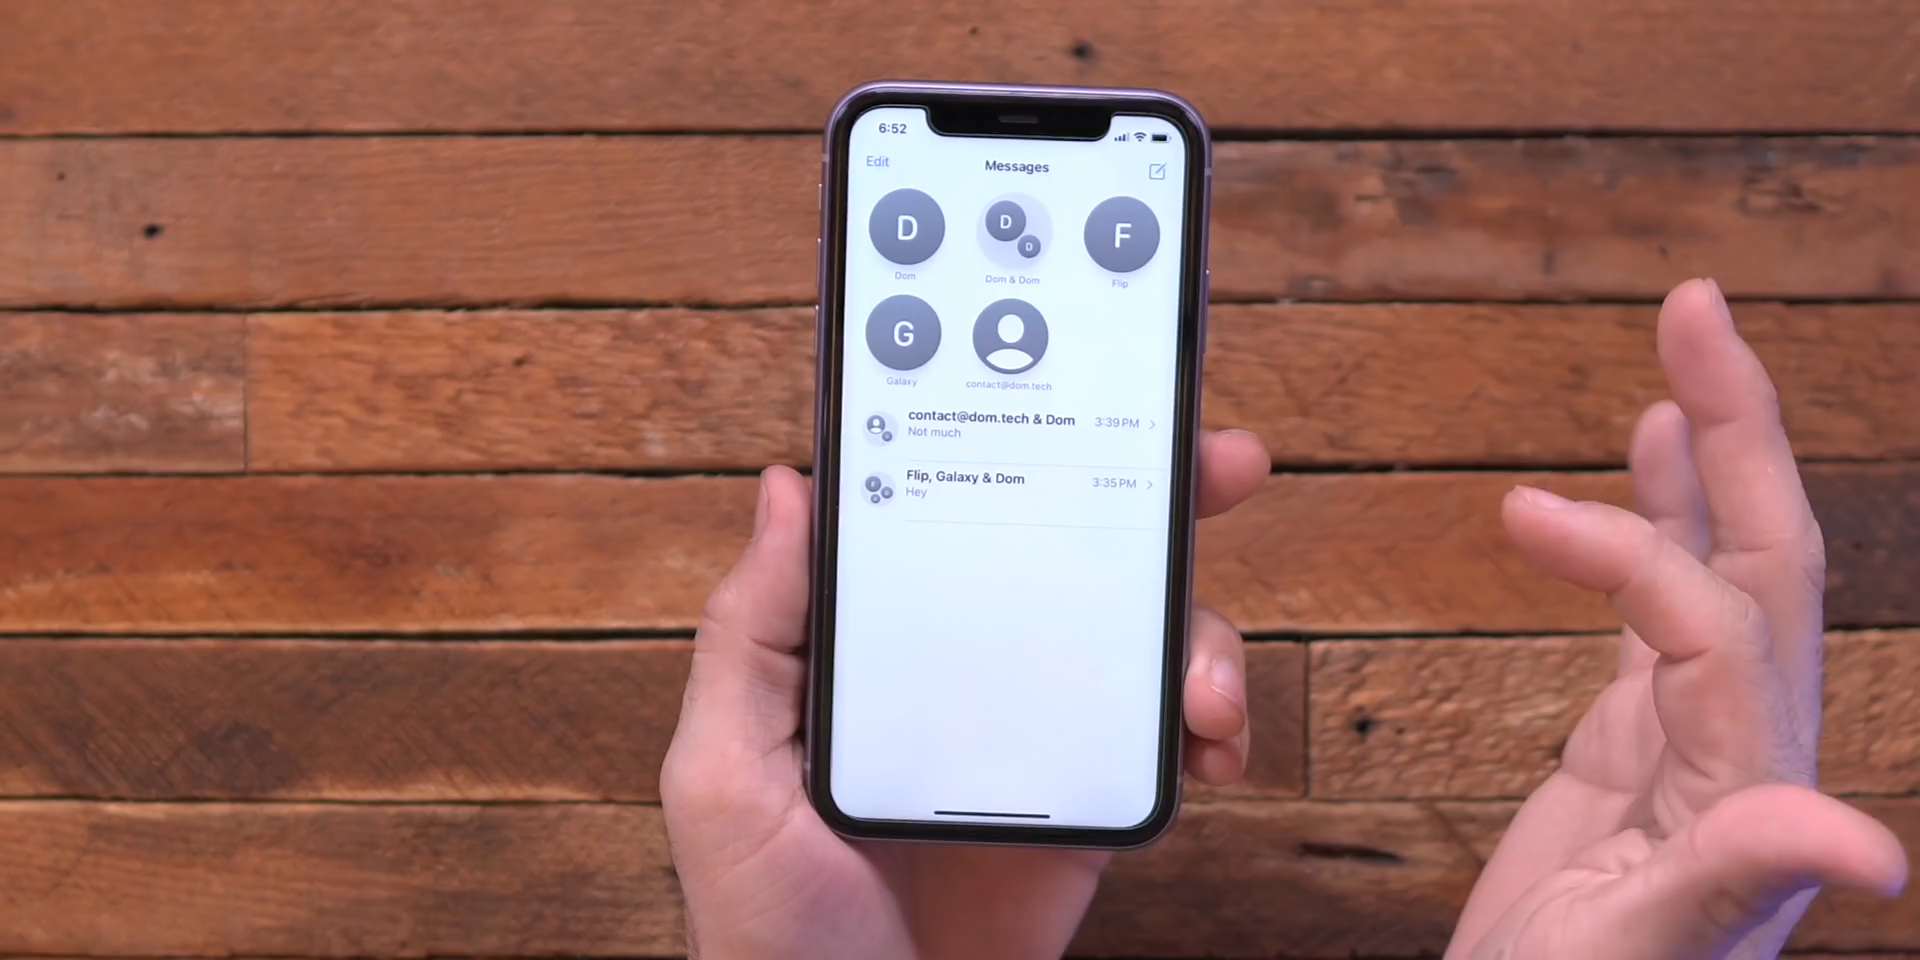 6:52
Edit
Messages
D
D
D
F
Dom
Dom & Dom
Flip
G
Galaxy
contact@dom.tech
contact@dom.tech & Dom
3:39 PM
Not much
Flip, Galaxy & Dom
3:35 PM
Hey